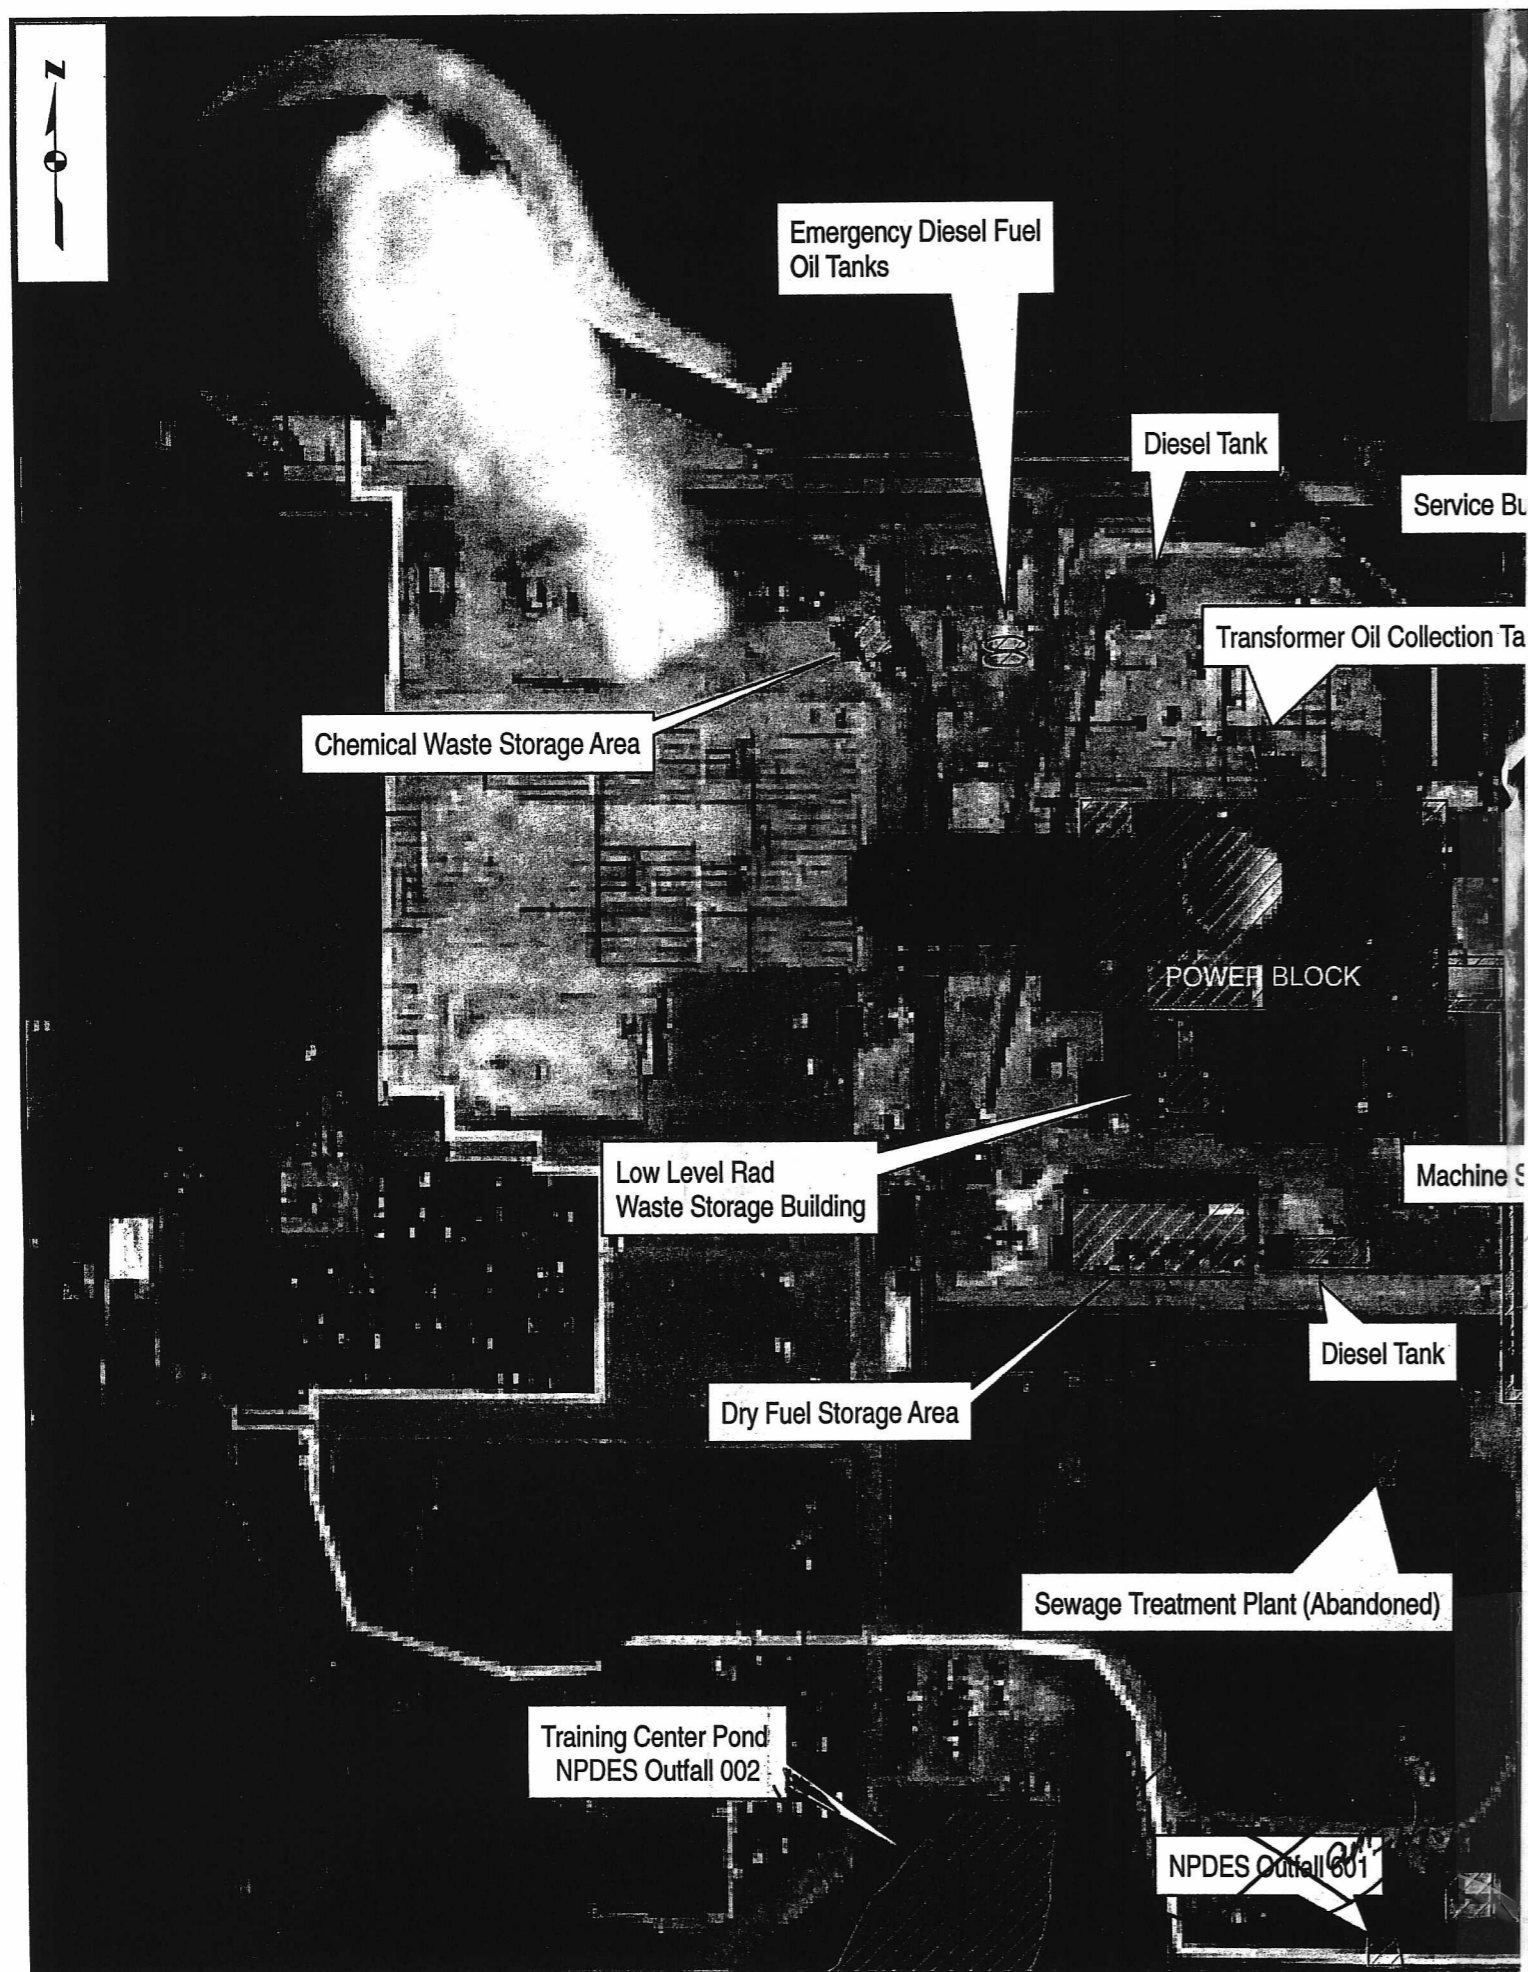 N
Emergency Diesel Fuel
Oil Tanks
Diesel Tank
Service Bu
Transformer Oil Collection Ta
Chemical Waste Storage Area
POWER BLOCK
Low Level Rad
Waste Storage Building
Machine S
Diesel Tank
Dry Fuel Storage Area
Sewage Treatment Plant (Abandoned)
Training Center Pond
NPDES Outfall 002
NPDES Outfall 601